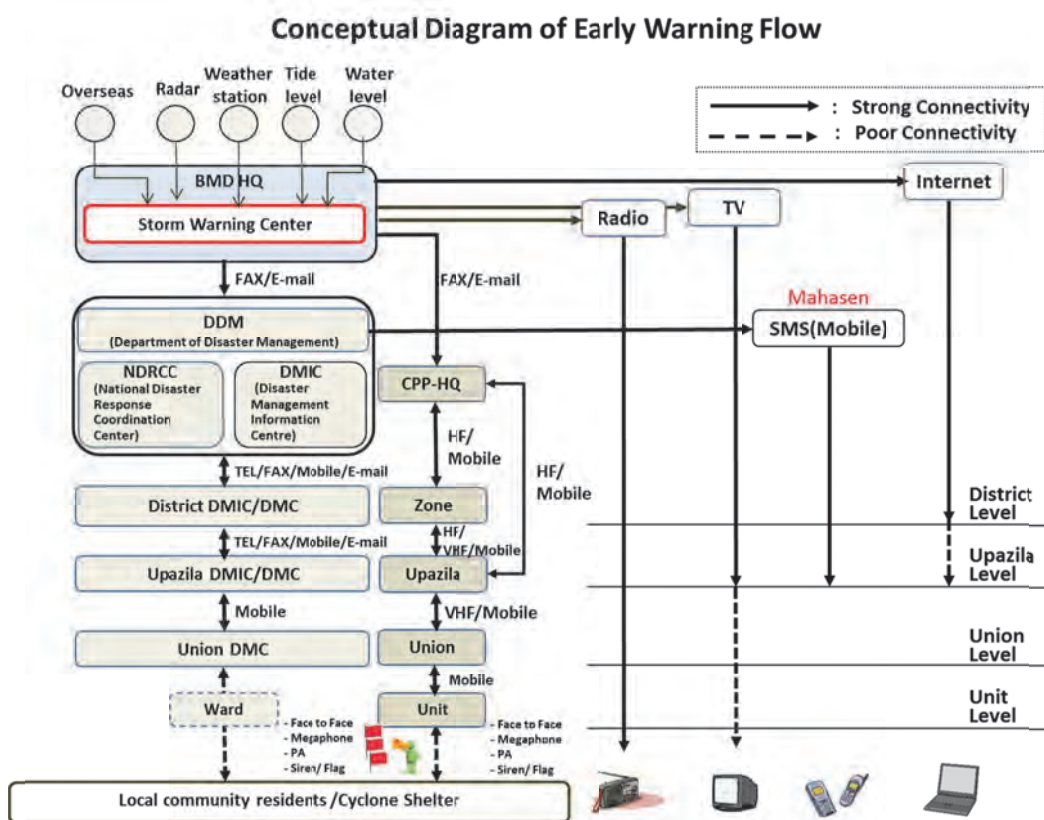 Conceptual Diagram of Early Warning Flow
Overseas
Radar
Weather
station
Tide
level
Water
level
: Strong Connectivity
: Poor Connectivity
BMD HQ
Storm Warning Center
Radio
TV
Internet
FAX/E-mail
FAX/E-mail
Mahasen
SMS(Mobile)
DDM
(Department of Disaster Management)
NDRCC
(National Disaster
Response
Coordination
Center)
DMIC
(Disaster
Management
Information
Centre)
CPP-HQ
HF/
Mobile
HF/
Mobile
TEL/FAX/Mobile/E-mail
District DMIC/DMC
Zone
District
Level
TEL/FAX/Mobile/E-mail
HF/
VHF/Mobile
Upazila DMIC/DMC
Upazila
Upazila
Level
Mobile
VHF/Mobile
Union DMC
Union
Union
Level
Mobile
Ward
Unit
Unit
Level
- Face to Face
- Megaphone
- PA
- Siren/ Flag
- Face to Face
- Megaphone
- PA
- Siren/ Flag
Local community residents /Cyclone Shelter